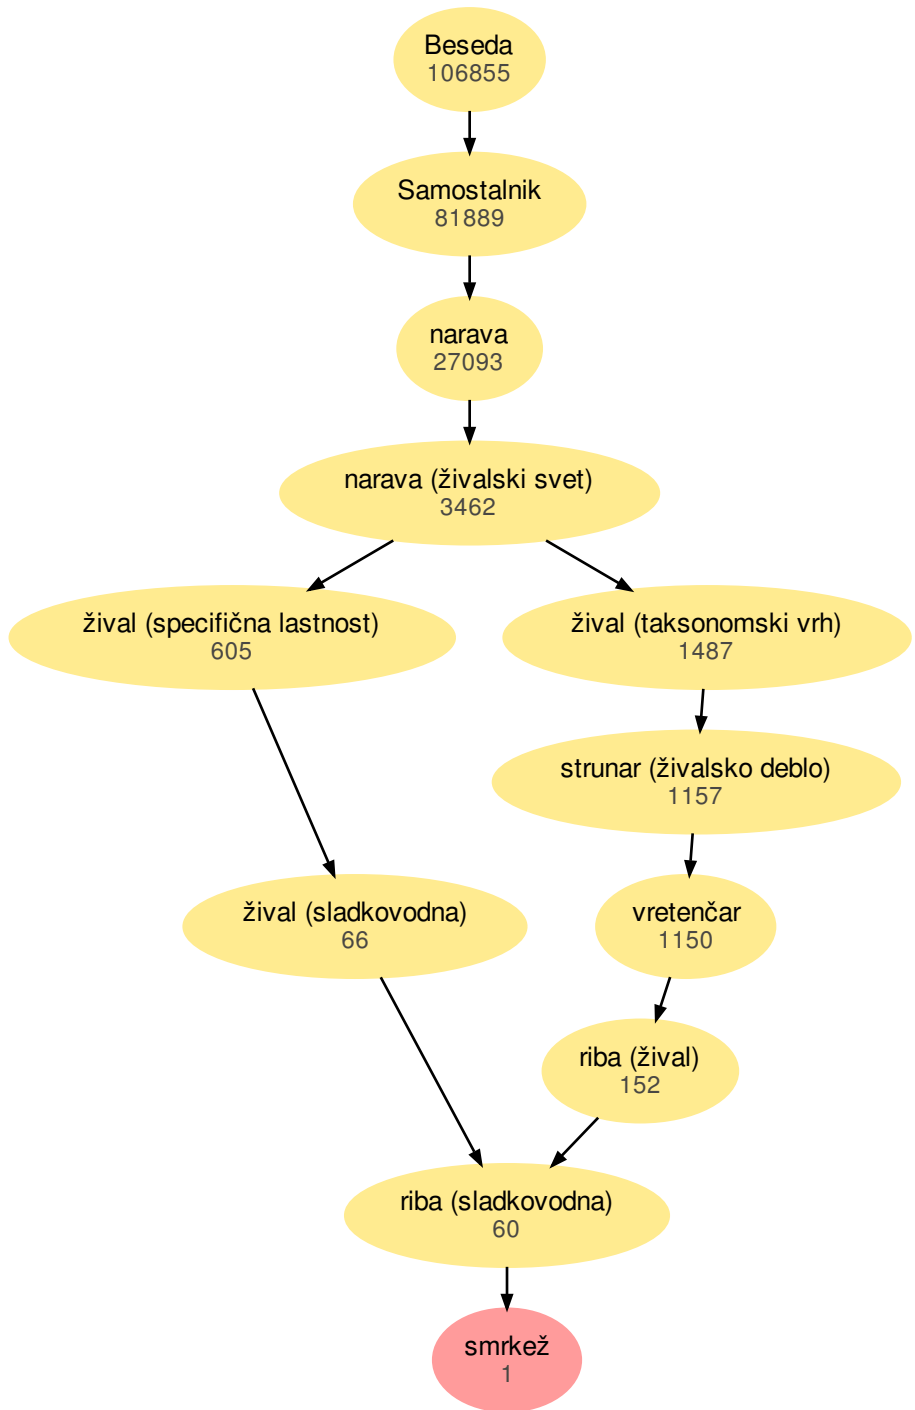 Beseda
106855
Samostalnik
81889
narava
27093
narava (živalski svet)
3462
žival (specifična lastnost)
605
žival (taksonomski vrh)
1487
strunar (živalsko deblo)
1157
žival (sladkovodna)
66
vretenčar
1150
riba (žival)
152
riba (sladkovodna)
60
smrkež
1